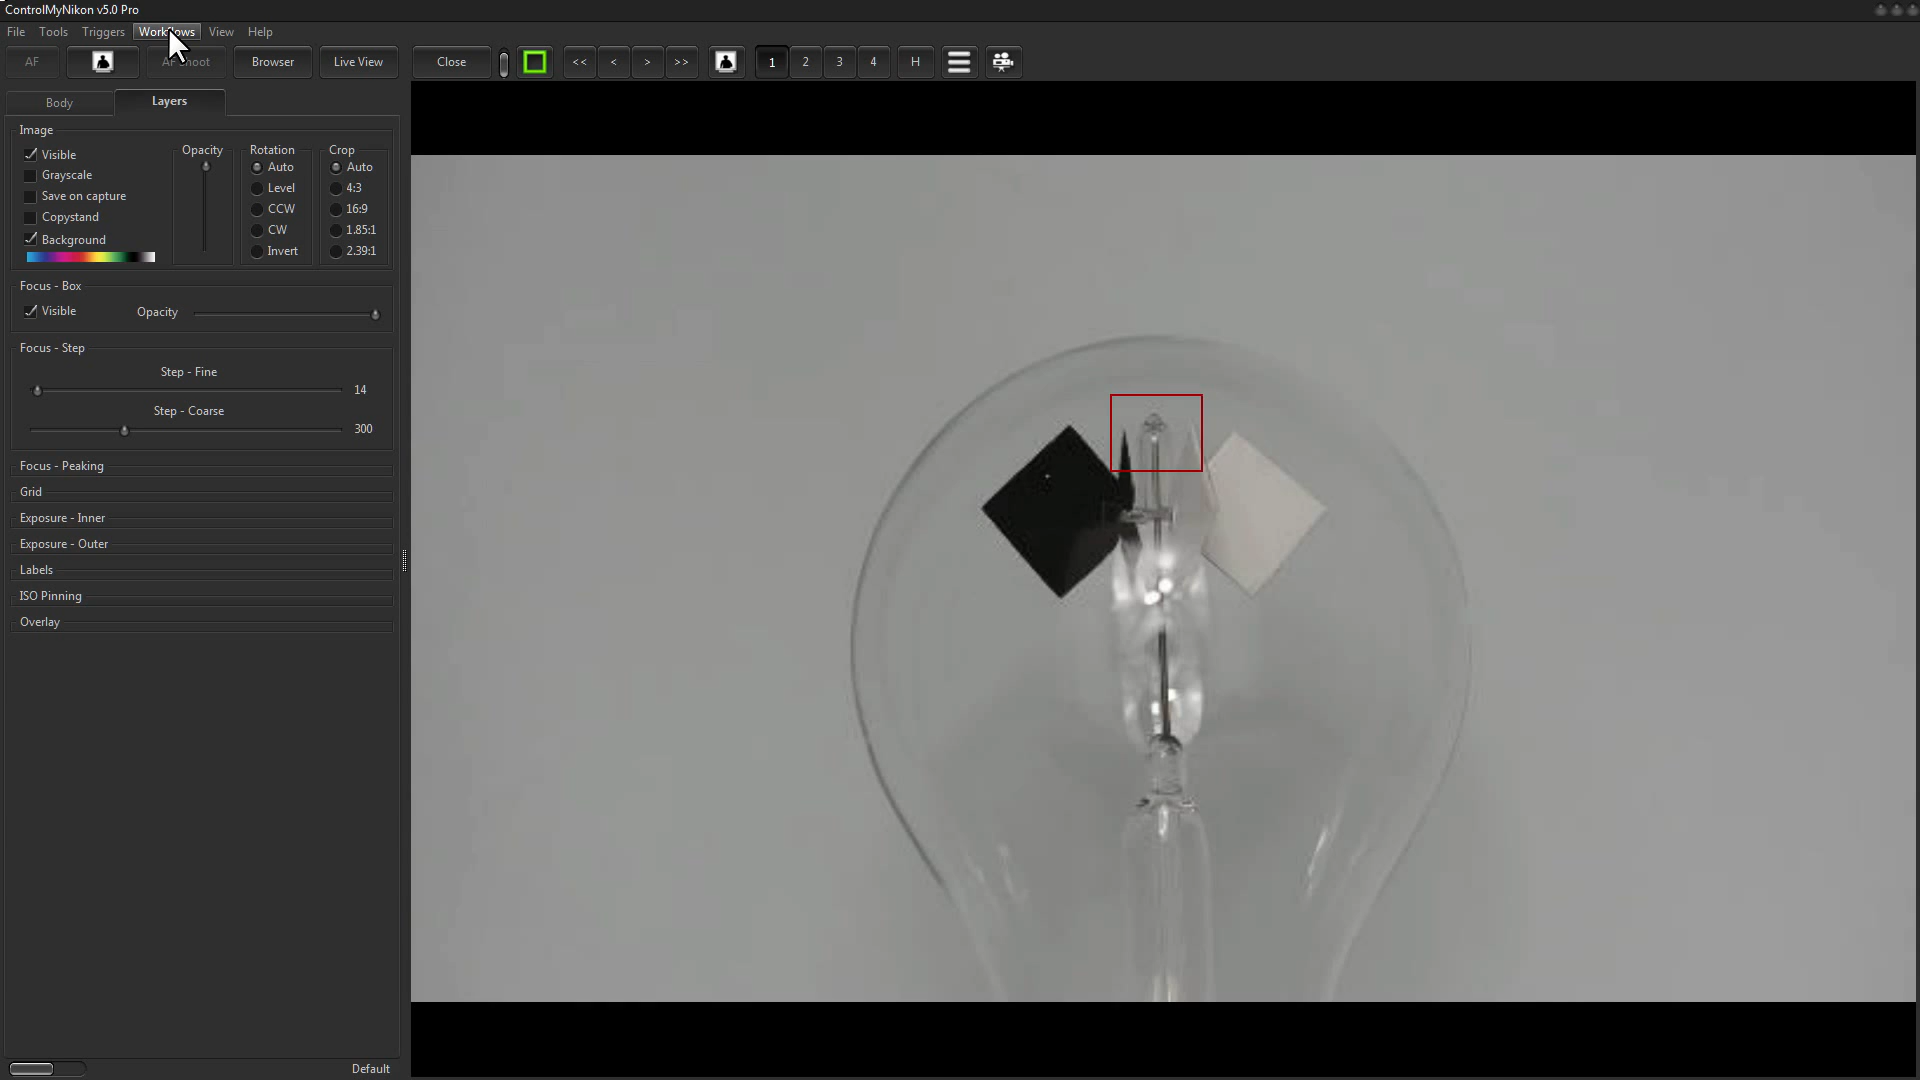 ControlMyNikon v5.0 Pro
File Tools Triggers Workflows View Help
AF AF Shoot Browser Live View Close << < > >> 1 2 3 4 H
Body Layers
Image
Visible
Grayscale
Save on capture
Copystand
Background
Opacity
Rotation
Auto
Level
CCW
CW
Invert
Crop
Auto
4:3
16:9
1.85:1
2.39:1
Focus - Box
Visible Opacity
Focus - Step
Step - Fine
14
Step - Coarse
300
Focus - Peaking
Grid
Exposure - Inner
Exposure - Outer
Labels
ISO Pinning
Overlay
Default